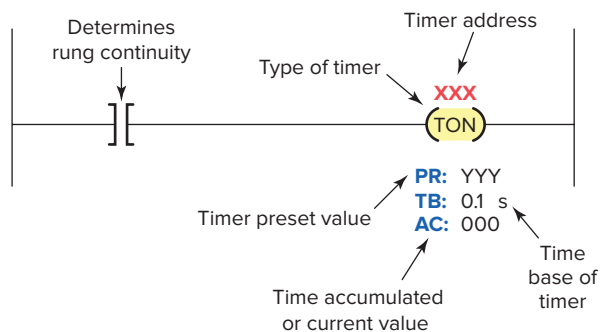 Determines
rung continuity
Timer address
Type of timer
XXX
TON
PR: YYY
TB: 0.1 s
AC: 000
Timer preset value
Time
base of
timer
Time accumulated
or current value